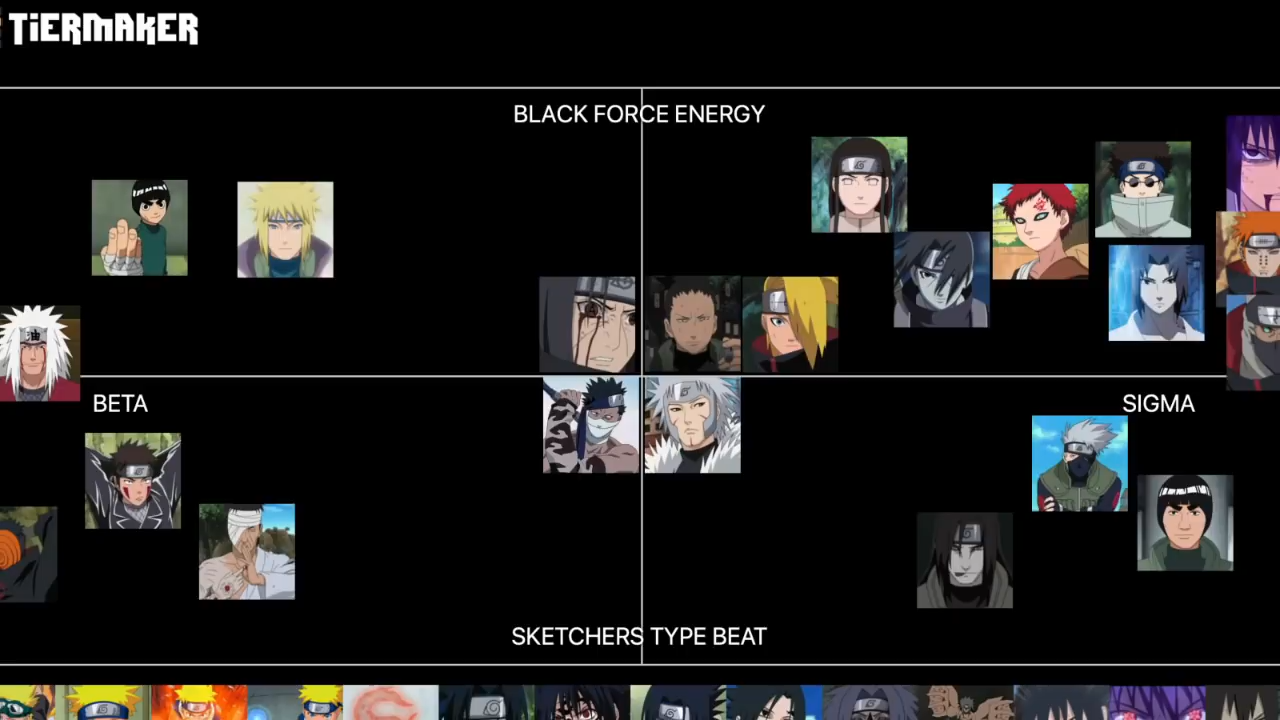 TiERMAKER
BLACK FORCE ENERGY
BETA
SIGMA
SKETCHERS TYPE BEAT